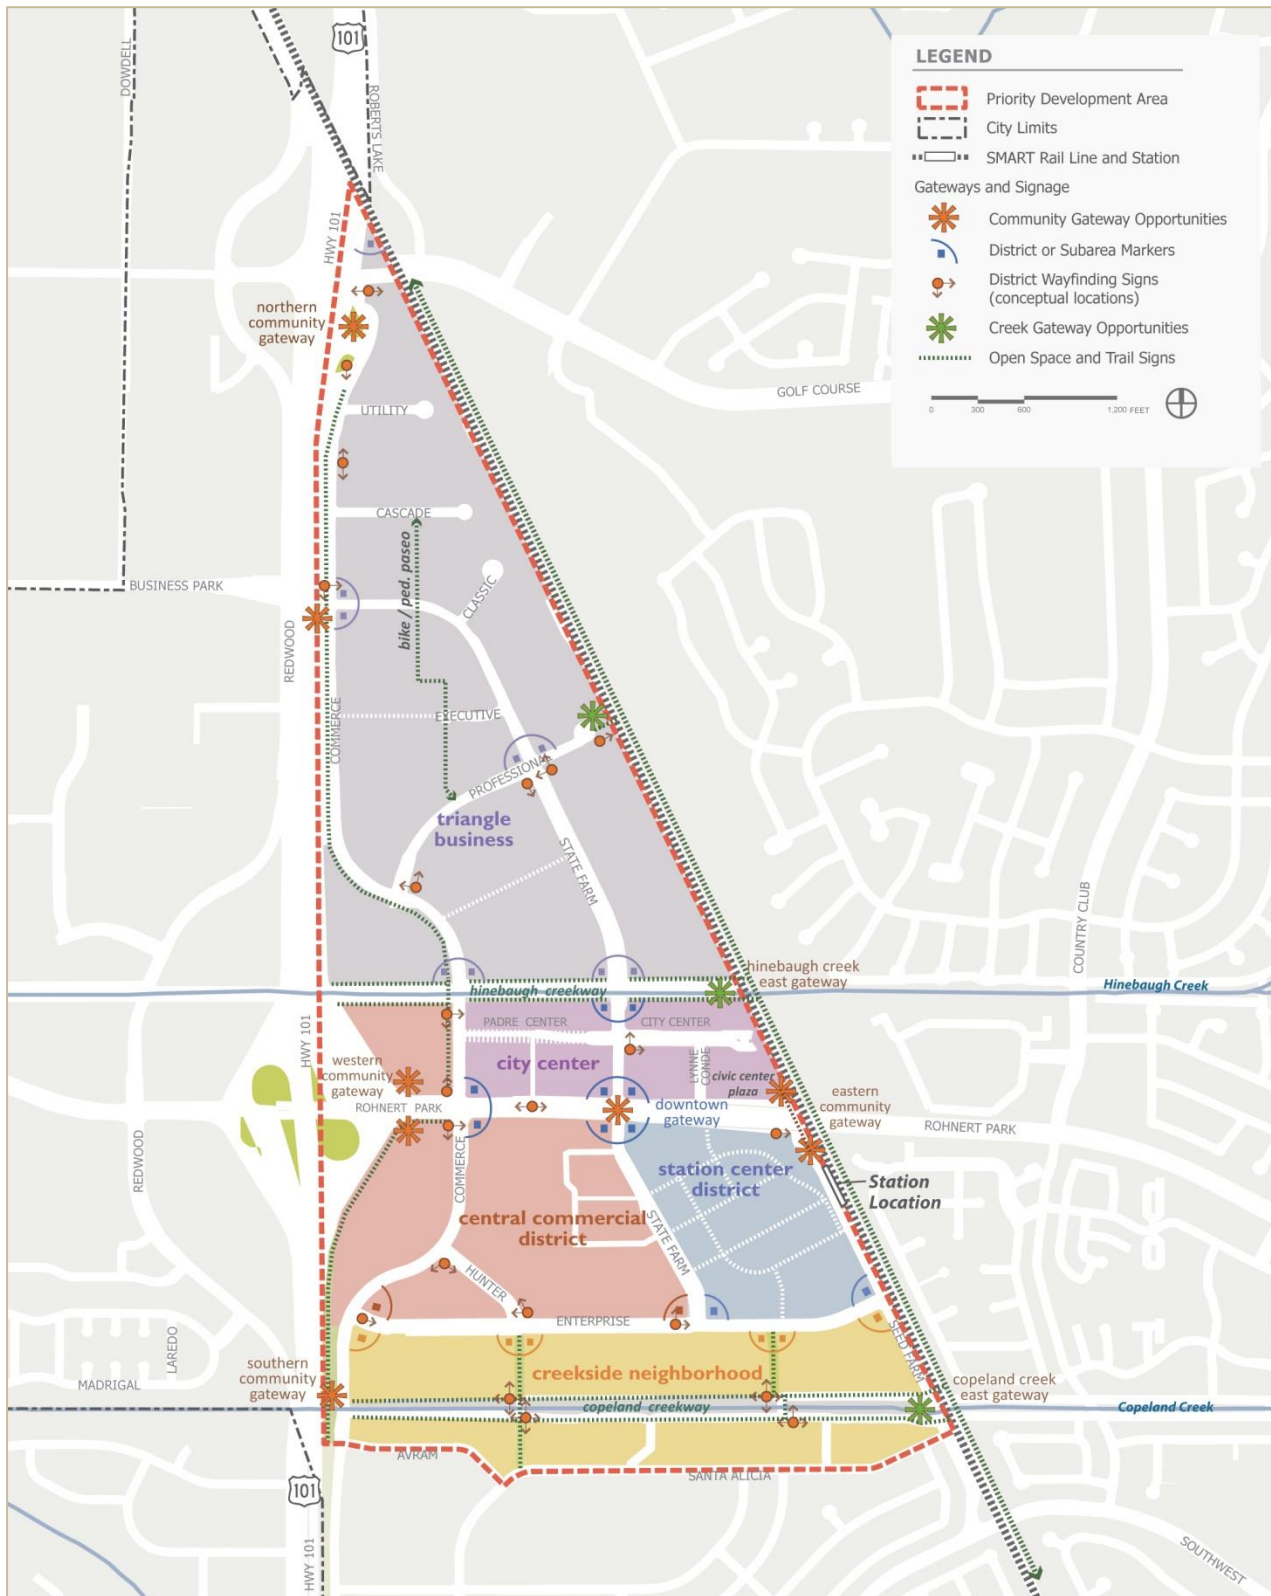 LEGEND
Priority Development Area
City Limits
SMART Rail Line and Station
Gateways and Signage
Community Gateway Opportunities
District or Subarea Markers
District Wayfinding Signs
(conceptual locations)
Creek Gateway Opportunities
Open Space and Trail Signs
0 300 600 1,200 FEET
101
DOWDELL
ROBERTS LAKE
HWY 101
northern
community
gateway
UTILITY
GOLF COURSE
CASCADE
bike / ped. paseo
BUSINESS PARK
CLASSIC
REDWOOD
COMMERCE
EXECUTIVE
PROFESSIONAL
triangle
business
STATE FARM
COUNTRY CLUB
hinebaugh creek
east gateway
hinebaugh creekway
Hinebaugh Creek
PADRE CENTER
CITY CENTER
HWY 101
city center
LYNNE
CONDE
western
community
gateway
civic center
plaza
eastern
community
gateway
ROHNERT PARK
downtown
gateway
ROHNERT PARK
REDWOOD
COMMERCE
station center
district
Station
Location
central commercial
district
STATE FARM
HUNTER
ENTERPRISE
SEED FARM
LAREDO
MADRIGAL
southern
community
gateway
creekside neighborhood
copeland creek
east gateway
copeland creekway
Copeland Creek
AVRAM
SANTA ALICIA
101
HWY 101
SOUTHWEST